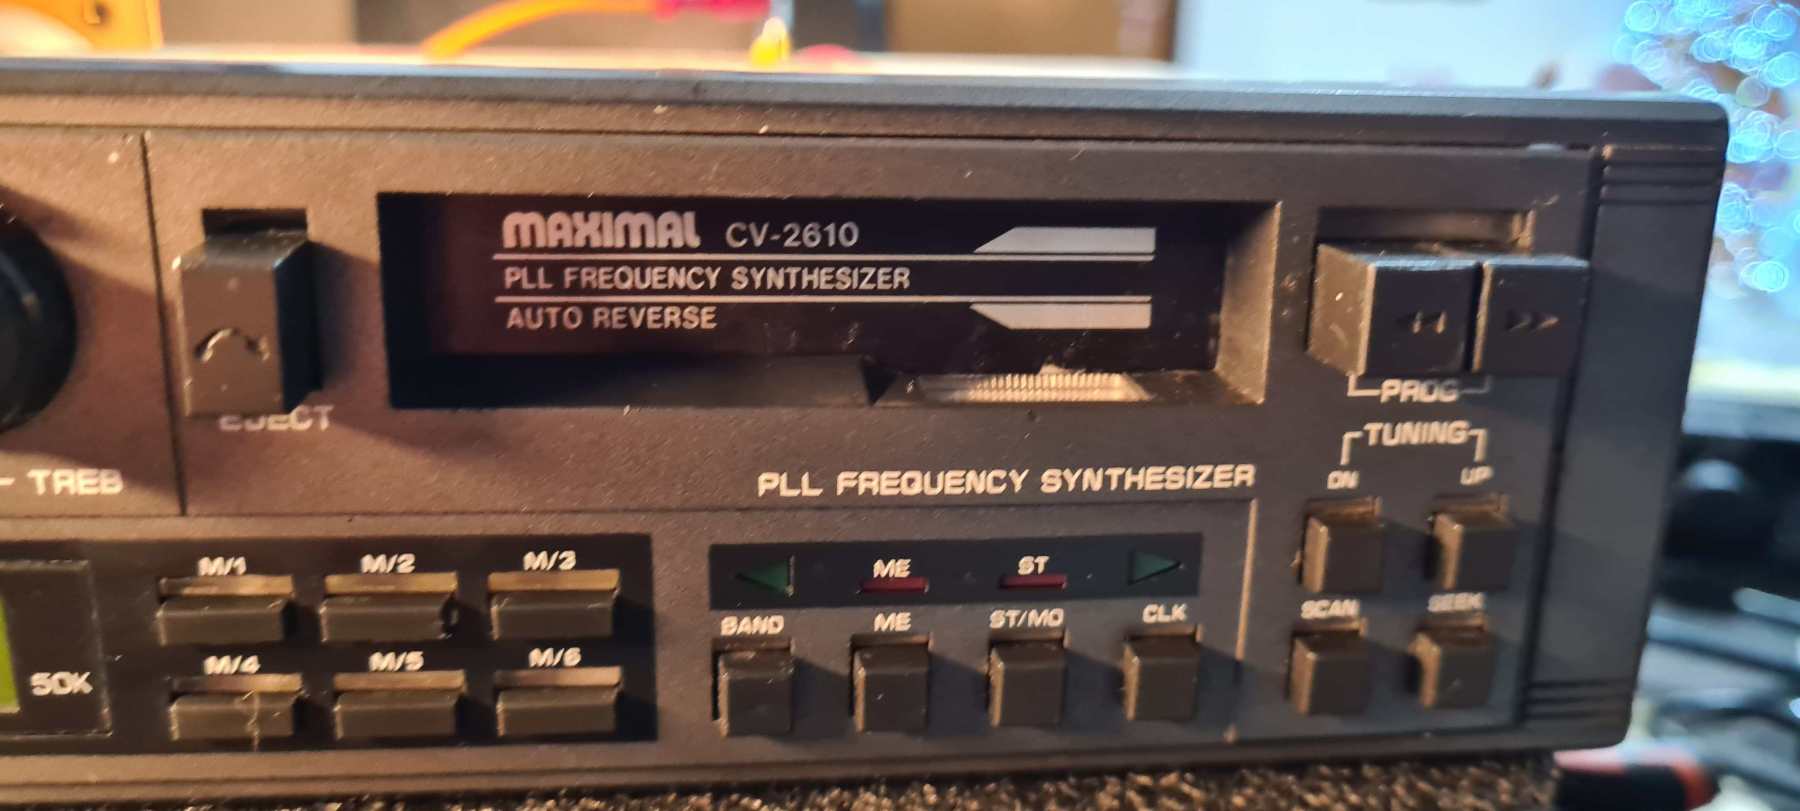 MAXIMAL CV-2610
PLL FREQUENCY SYNTHESIZER
AUTO REVERSE
EJECT
PROG
TUNING
DN UP
- TREB
PLL FREQUENCY SYNTHESIZER
M/1 M/2 M/3
ME ST
BAND ME ST/MO CLK
SCAN SEEK
M/4 M/5 M/6
50K